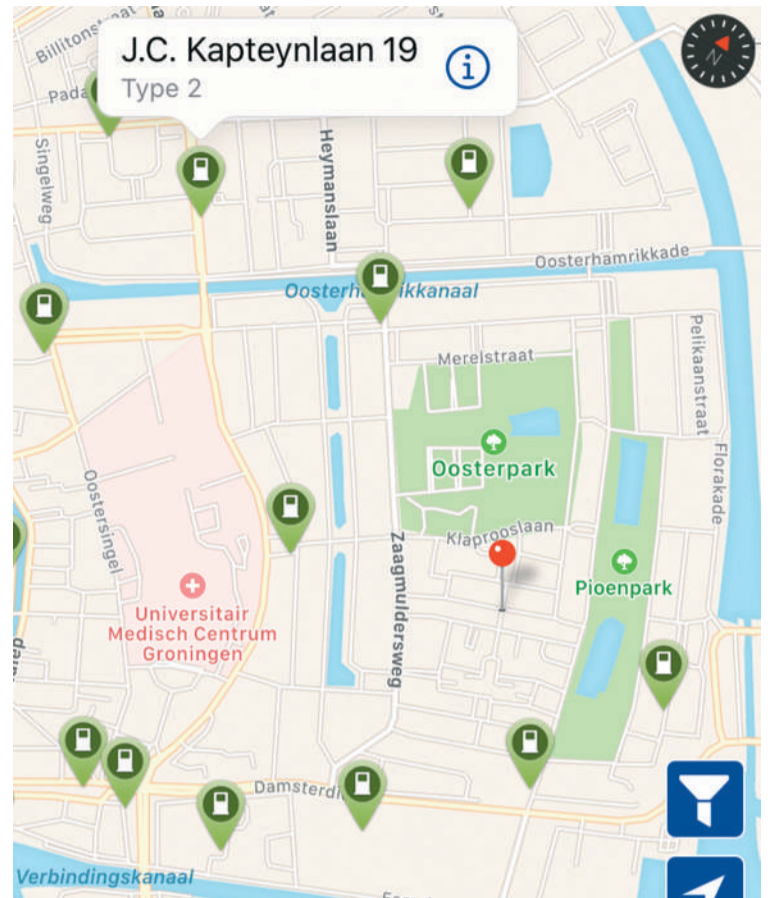 Billitonstraat
J.C. Kapteynlaan 19
Type 2
Singelweg
Heymanslaan
N
Oosterhamrikkade
Oosterhamrikkanaal
Merelstraat
Pelikaanstraat
Oosterpark
Florakade
Oostersingel
Klaprooslaan
Zaagmuldersweg
Pioenpark
Universitair
Medisch Centrum
Groningen
Damsterdi
Verbindingskanaal